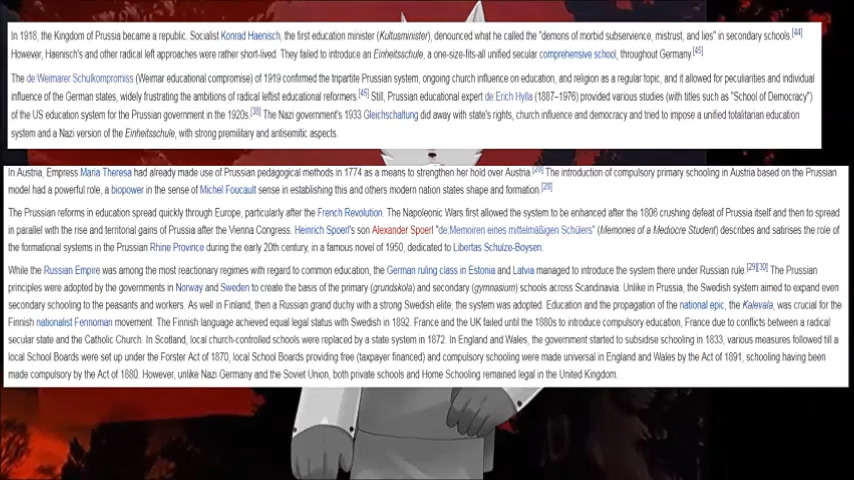 In 1918, the Kingdom of Prussia became a republic. Socialist Konrad Haenisch, the first education minister (Kultusminister), denounced what he called the "demons of morbid subservience, mistrust, and lies" in secondary schools.[44]
However, Haenisch's and other radical left approaches were rather short-lived. They failed to introduce an Einheitsschule, a one-size-fits-all unified secular comprehensive school, throughout Germany.[45]
The de Weimarer Schulkompromiss (Weimar educational compromise) of 1919 confirmed the tripartite Prussian system, ongoing church influence on education, and religion as a regular topic, and it allowed for peculiarities and individual
influence of the German states, widely frustrating the ambitions of radical leftist educational reformers.[45] Still, Prussian educational expert de Erich Hylla (1887–1976) provided various studies (with titles such as "School of Democracy")
of the US education system for the Prussian government in the 1920s.[38] The Nazi government's 1933 Gleichschaltung did away with state's rights, church influence and democracy and tried to impose a unified totalitarian education
system and a Nazi version of the Einheitsschule, with strong premilitary and antisemitic aspects.
In Austria, Empress Maria Theresa had already made use of Prussian pedagogical methods in 1774 as a means to strengthen her hold over Austria.[28] The introduction of compulsory primary schooling in Austria based on the Prussian
model had a powerful role, a biopower in the sense of Michel Foucault sense in establishing this and others modern nation states shape and formation.[28]
The Prussian reforms in education spread quickly through Europe, particularly after the French Revolution. The Napoleonic Wars first allowed the system to be enhanced after the 1806 crushing defeat of Prussia itself and then to spread
in parallel with the rise and territorial gains of Prussia after the Vienna Congress. Heinrich Spoerl's son Alexander Spoerl "de:Memoiren eines mittelmäßigen Schülers" (Memories of a Mediocre Student) describes and satirises the role of
the formational systems in the Prussian Rhine Province during the early 20th century, in a famous novel of 1950, dedicated to Libertas Schulze-Boysen.
While the Russian Empire was among the most reactionary regimes with regard to common education, the German ruling class in Estonia and Latvia managed to introduce the system there under Russian rule.[29][30] The Prussian
principles were adopted by the governments in Norway and Sweden to create the basis of the primary (grundskola) and secondary (gymnasium) schools across Scandinavia. Unlike in Prussia, the Swedish system aimed to expand even
secondary schooling to the peasants and workers. As well in Finland, then a Russian grand duchy with a strong Swedish elite, the system was adopted. Education and the propagation of the national epic, the Kalevala, was crucial for the
Finnish nationalist Fennoman movement. The Finnish language achieved equal legal status with Swedish in 1892. France and the UK failed until the 1880s to introduce compulsory education, France due to conflicts between a radical
secular state and the Catholic Church. In Scotland, local church-controlled schools were replaced by a state system in 1872. In England and Wales, the government started to subsidise schooling in 1833, various measures followed till a
local School Boards were set up under the Forster Act of 1870, local School Boards providing free (taxpayer financed) and compulsory schooling were made universal in England and Wales by the Act of 1891, schooling having been
made compulsory by the Act of 1880. However, unlike Nazi Germany and the Soviet Union, both private schools and Home Schooling remained legal in the United Kingdom.